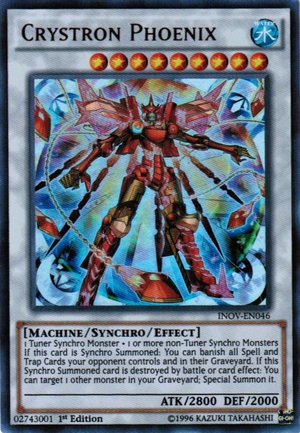 CRYSTRON PHOENIX
WATER
水
INOV-EN046
[MACHINE/SYNCHRO/EFFECT]
1 Tuner Synchro Monster + 1 or more non-Tuner Synchro Monsters
If this card is Synchro Summoned: You can banish all Spell and
Trap Cards your opponent controls and in their Graveyard. If this
Synchro Summoned card is destroyed by battle or card effect: You
can target 1 other monster in your Graveyard; Special Summon it.
ATK/2800 DEF/2000
02743001 1st Edition ©1996 KAZUKI TAKAHASHI